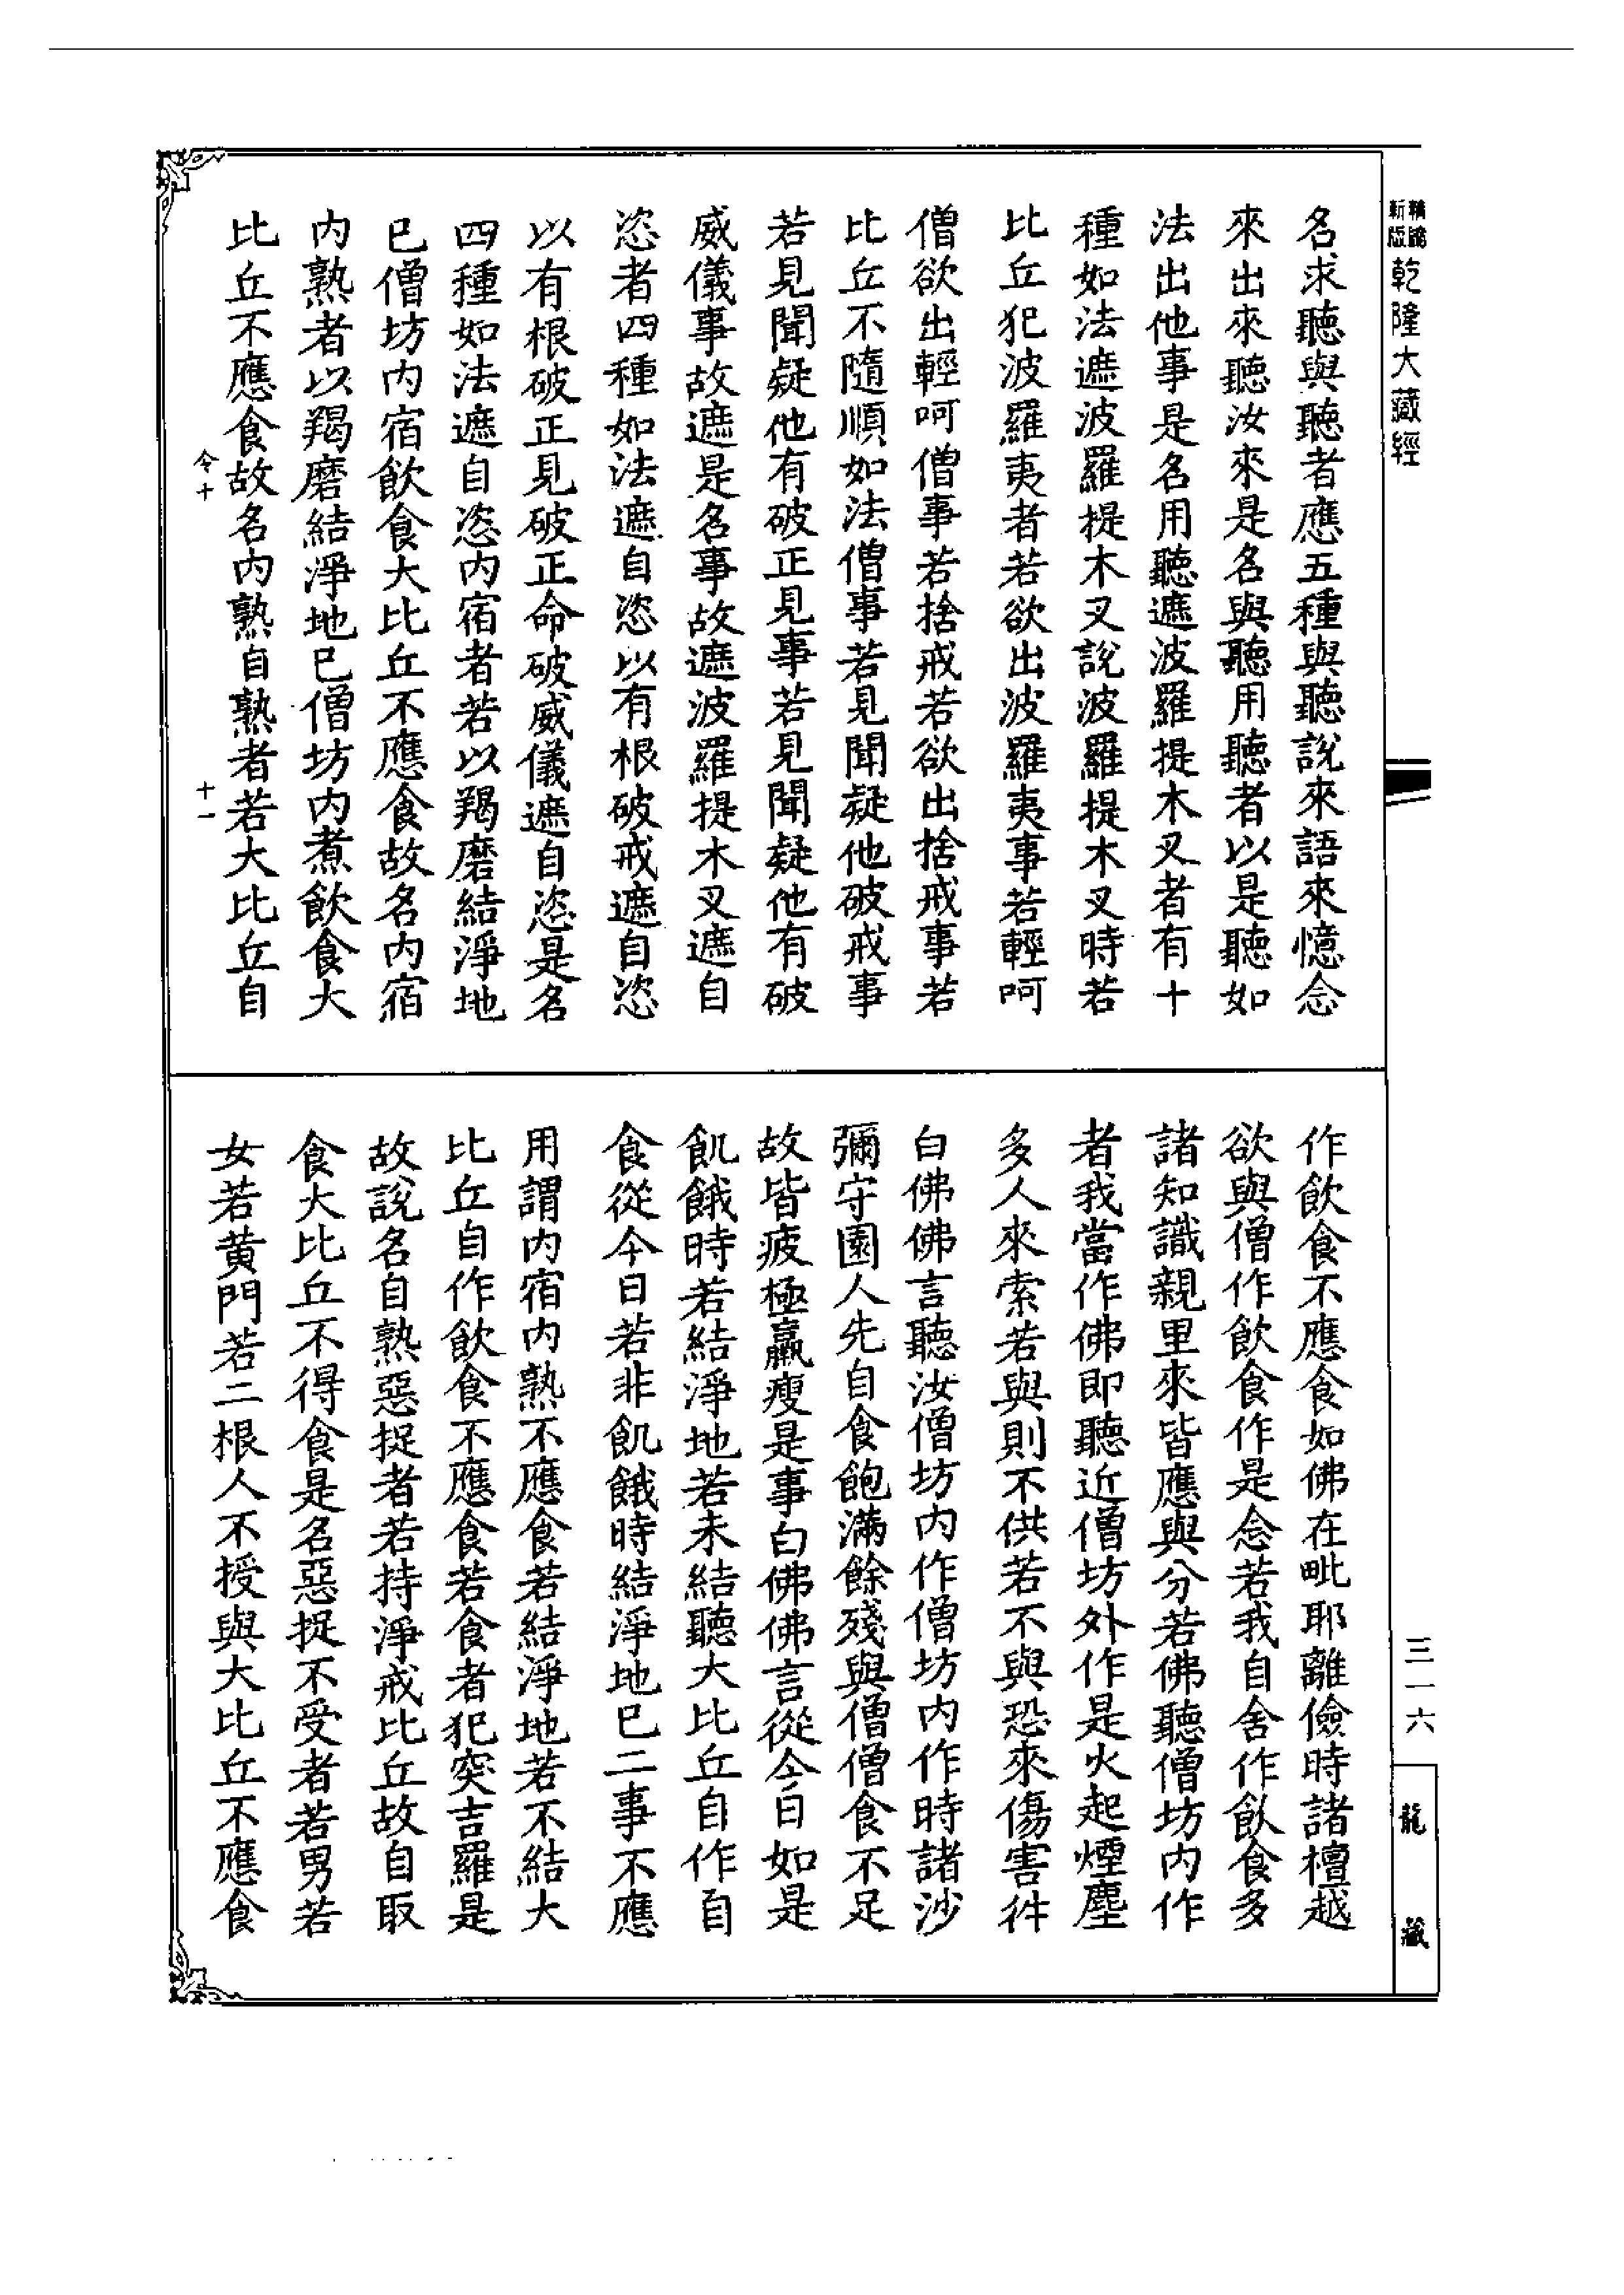 新版
乾隆大藏經
名求聽與聽者應五種與聽說來語來憶念
來出來聽汝來是名與聽用聽者以是聽如
法出他事是名用聽遮波羅提木叉者有十
種如法遮波羅提木叉說波羅提木叉時若
比丘犯波羅夷者若欲出波羅夷事若輕呵
僧欲出輕呵僧事若捨戒若欲出捨戒事若
比丘不隨順如法僧事若見聞疑他破戒事
若見聞疑他有破正見事若見聞疑他有破
威儀事故遮是名事故遮波羅提木叉遮自
恣者四種如法遮自恣以有根破戒遮自恣
以有根破正見破正命破威儀遮自恣是名
四種如法遮自恣內宿者若以羯磨結淨地
已僧坊內宿飲食大比丘不應食故名內宿
內熟者以羯磨結淨地已僧坊內煮飲食大
比丘不應食故名內熟自熟者若大比丘自
令十
十一
作飲食不應食如佛在毗耶離儉時諸檀越
欲與僧作飲食作是念若我自舍作飲食多
諸知識親里來皆應與分若佛聽僧坊內作
者我當作佛即聽近僧坊外作是火起煙塵
多人來索若與則不供若不與恐來傷害件
白佛佛言聽汝僧坊內作僧坊內作時諸沙
彌守園人先自食飽滿餘殘與僧僧食不足
故皆疲極羸瘦是事白佛佛言從今日如是
飢餓時若結淨地若未結聽大比丘自作自
食從今日若非飢餓時結淨地已二事不應
用謂內宿內熟不應食若結淨地若不結大
比丘自作飲食不應食若食者犯突吉羅是
故說名自熟惡捉者若持淨戒比丘故自取
食大比丘不得食是名惡捉不受者若男若
女若黃門若二根人不授與大比丘不應食
三一六
龍藏